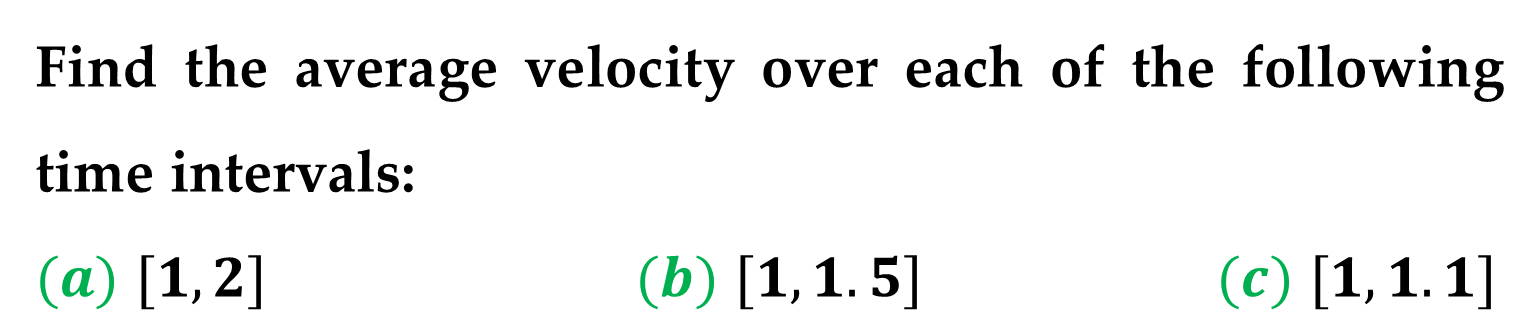 Find the average velocity over each of the following
time intervals:
(a) [1, 2] (b) [1, 1. 5] (c) [1, 1. 1]